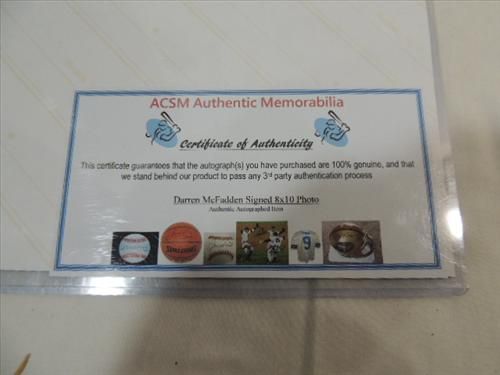 ACSM Authentic Memorabilia
Certificate of Authenticity
This certificate guarantees that the autograph(s) you have purchased are 100% genuine, and that
we stand behind our product to pass any 3rd party authentication process
Darren McFadden Signed 8x10 Photo
Authentic Autographed Item
SPALDING
9